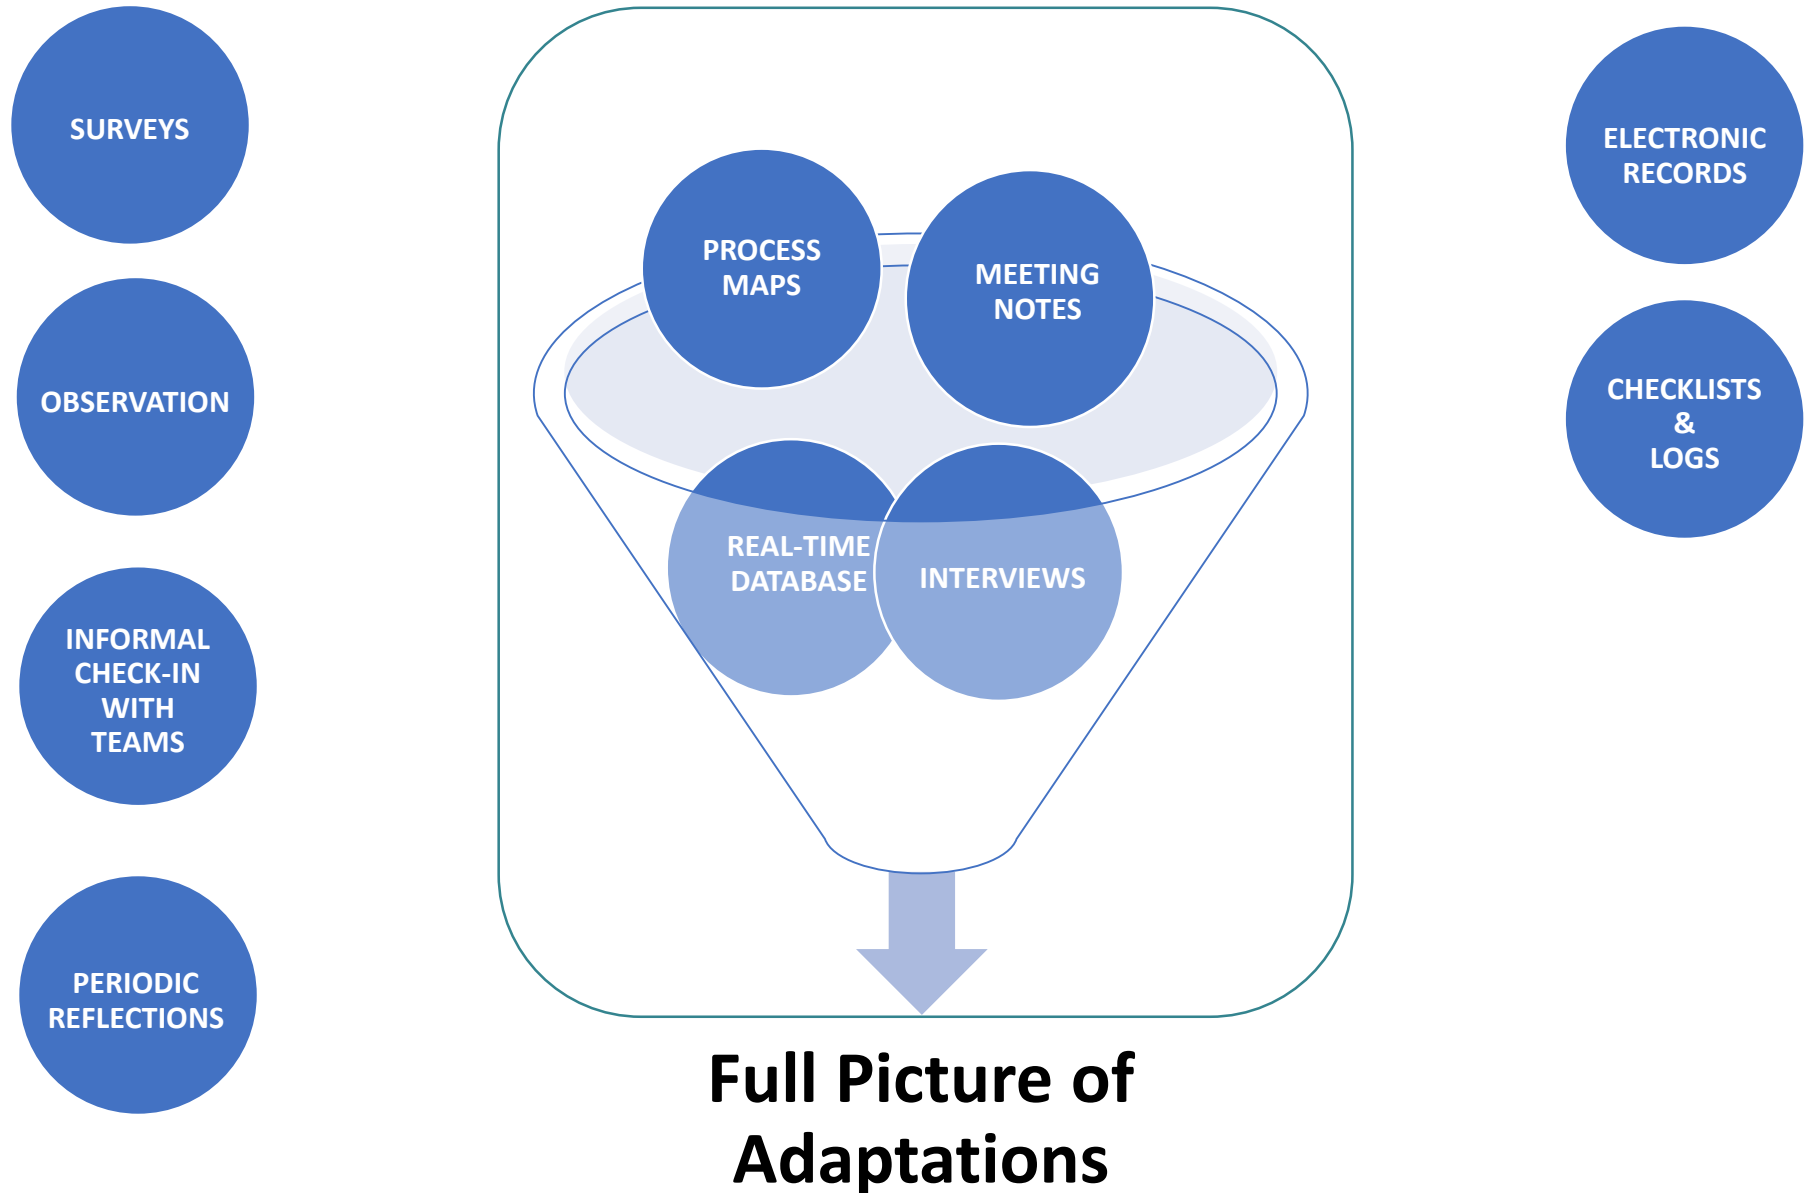 SURVEYS
OBSERVATION
INFORMAL
CHECK-IN
WITH
TEAMS
PERIODIC
REFLECTIONS
PROCESS
MAPS
MEETING
NOTES
REAL-TIME
DATABASE
INTERVIEWS
Full Picture of
Adaptations
ELECTRONIC
RECORDS
CHECKLISTS
&
LOGS